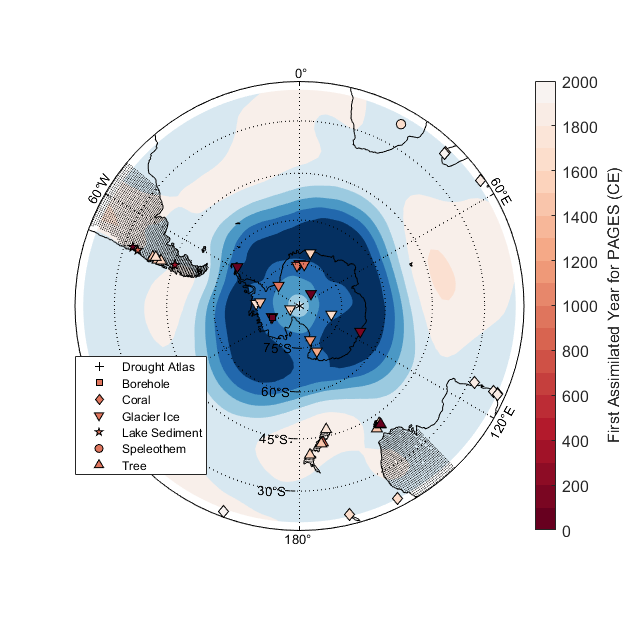 0°
60°W
60°E
75°S
60°S
45°S
30°S
120°E
180°
Drought Atlas
Borehole
Coral
Glacier Ice
Lake Sediment
Speleothem
Tree
2000
1800
1600
1400
1200
1000
800
600
400
200
0
First Assimilated Year for PAGES (CE)